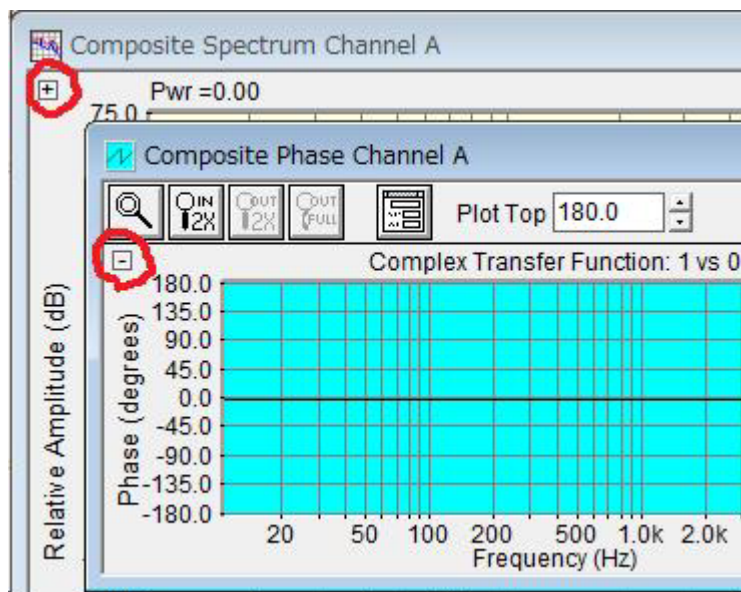 Composite Spectrum Channel A
+
Pwr =0.00
75.0
Composite Phase Channel A
IN 2X
OUT 2X
OUT FULL
Plot Top 180.0
-
Complex Transfer Function: 1 vs 0
180.0
135.0
90.0
45.0
0.0
-45.0
-90.0
-135.0
-180.0
Phase (degrees)
Relative Amplitude (dB)
20 50 100 200 500 1.0k 2.0k
Frequency (Hz)